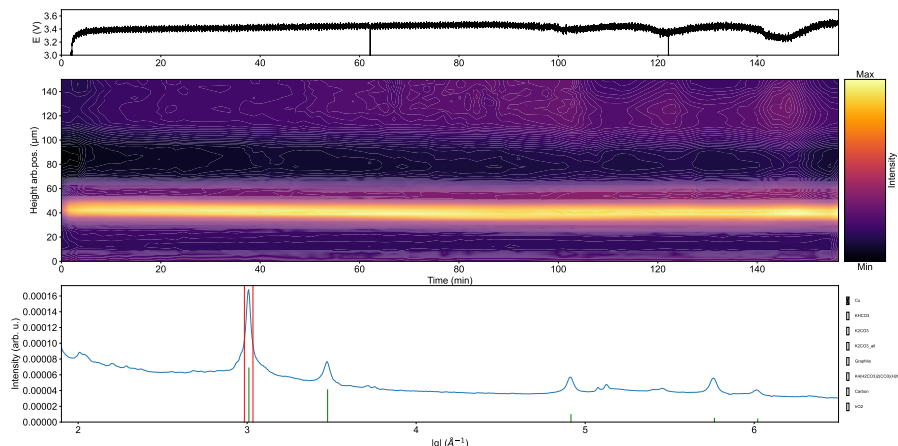 E (V)
3.6
3.4
3.2
3.0
0 20 40 60 80 100 120 140
Height arb.pos. (µm)
140
120
100
80
60
40
20
0
0 20 40 60 80 100 120 140
Time (min)
Max
Intensity
Min
Intensity (arb. u.)
0.00016
0.00014
0.00012
0.00010
0.00008
0.00006
0.00004
0.00002
0.00000
2 3 4 5 6
|q| (Å⁻¹)
Cu
KHCO3
K2CO3
K2CO3_alt
Graphite
Carbon
IrO2